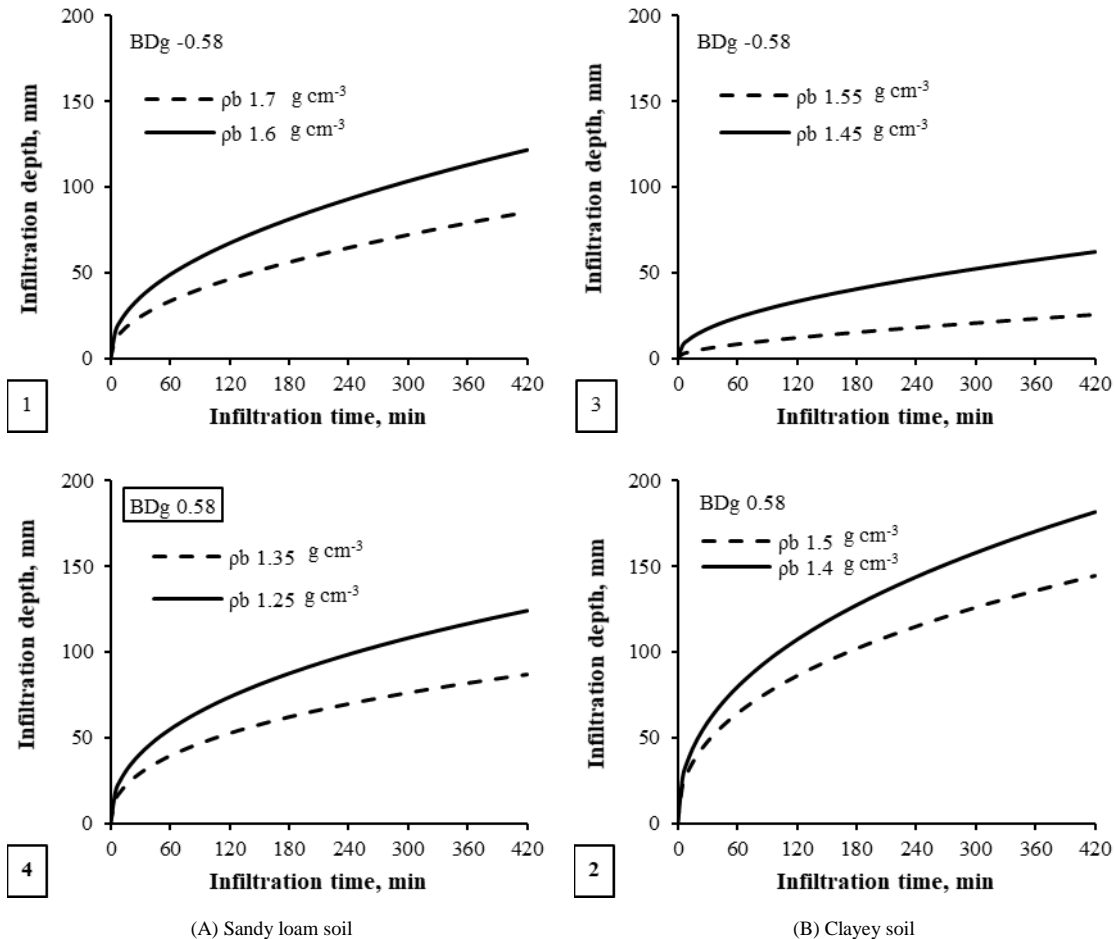 200
150
100
50
0
Infiltration depth, mm
BDg -0.58
ρb 1.7 g cm-3
ρb 1.6 g cm-3
0 60 120 180 240 300 360 420
Infiltration time, min
1
200
150
100
50
0
Infiltration depth, mm
BDg -0.58
ρb 1.55 g cm-3
ρb 1.45 g cm-3
0 60 120 180 240 300 360 420
Infiltration time, min
3
200
150
100
50
0
Infiltration depth, mm
BDg 0.58
ρb 1.35 g cm-3
ρb 1.25 g cm-3
0 60 120 180 240 300 360 420
Infiltration time, min
4
200
150
100
50
0
Infiltration depth, mm
BDg 0.58
ρb 1.5 g cm-3
ρb 1.4 g cm-3
0 60 120 180 240 300 360 420
Infiltration time, min
2
(A) Sandy loam soil
(B) Clayey soil